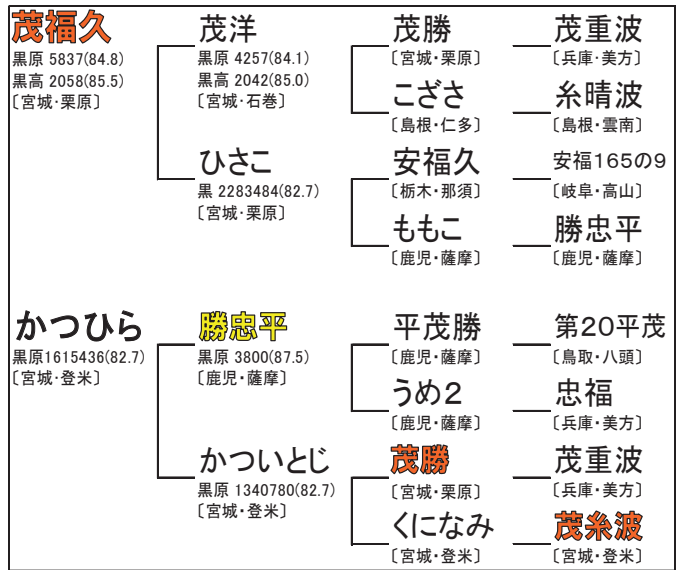 茂福久
黒原 5837(84.8)
黒高 2058(85.5)
〔宮城・栗原〕
茂洋
黒原 4257(84.1)
黒高 2042(85.0)
〔宮城・石巻〕
茂勝
〔宮城・栗原〕
茂重波
〔兵庫・美方〕
こざさ
〔島根・仁多〕
糸晴波
〔島根・雲南〕
ひさこ
黒 2283484(82.7)
〔宮城・栗原〕
安福久
〔栃木・那須〕
安福165の9
〔岐阜・高山〕
ももこ
〔鹿児・薩摩〕
勝忠平
〔鹿児・薩摩〕
かつひら
黒原1615436(82.7)
〔宮城・登米〕
勝忠平
黒原 3800(87.5)
〔鹿児・薩摩〕
平茂勝
〔鹿児・薩摩〕
第20平茂
〔鳥取・八頭〕
うめ2
〔鹿児・薩摩〕
忠福
〔兵庫・美方〕
かついとじ
黒原 1340780(82.7)
〔宮城・登米〕
茂勝
〔宮城・栗原〕
茂重波
〔兵庫・美方〕
くになみ
〔宮城・登米〕
茂糸波
〔宮城・登米〕